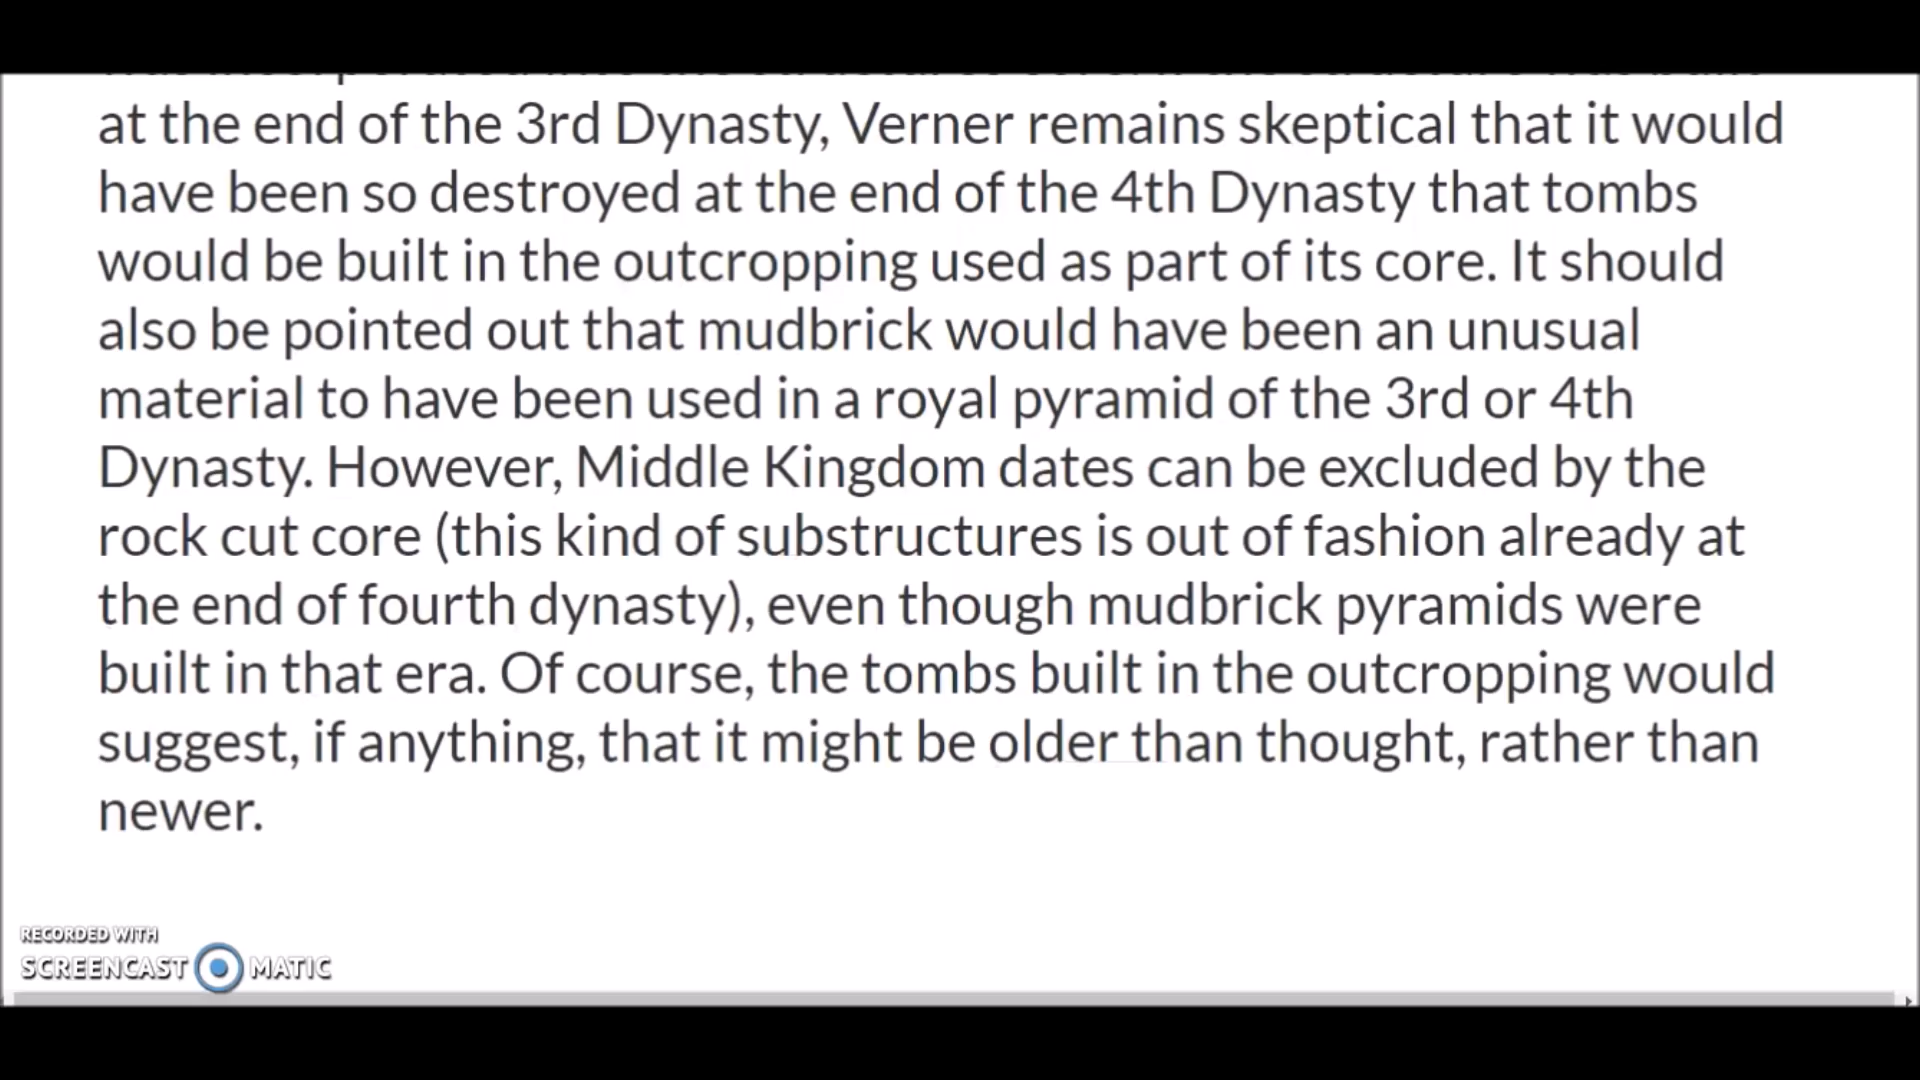 at the end of the 3rd Dynasty, Verner remains skeptical that it would
have been so destroyed at the end of the 4th Dynasty that tombs
would be built in the outcropping used as part of its core. It should
also be pointed out that mudbrick would have been an unusual
material to have been used in a royal pyramid of the 3rd or 4th
Dynasty. However, Middle Kingdom dates can be excluded by the
rock cut core (this kind of substructures is out of fashion already at
the end of fourth dynasty), even though mudbrick pyramids were
built in that era. Of course, the tombs built in the outcropping would
suggest, if anything, that it might be older than thought, rather than
newer.
RECORDED WITH
SCREENCAST MATIC